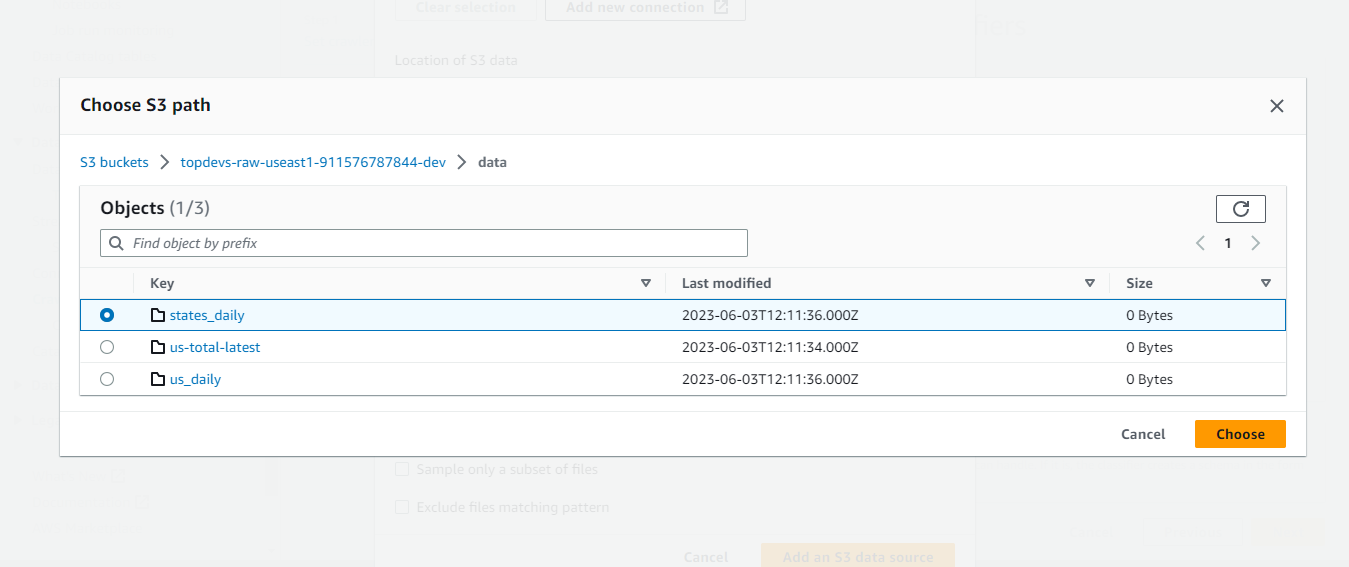 Clear selection
Add new connection
Location of S3 data
Choose S3 path
S3 buckets
topdevs-raw-useast1-911576787844-dev
data
Objects (1/3)
Find object by prefix
1
Key
Last modified
Size
states_daily
2023-06-03T12:11:36.000Z
0 Bytes
us-total-latest
2023-06-03T12:11:34.000Z
0 Bytes
us_daily
2023-06-03T12:11:36.000Z
0 Bytes
Cancel
Choose
Sample only a subset of files
Exclude files matching pattern
Cancel
Add an S3 data source